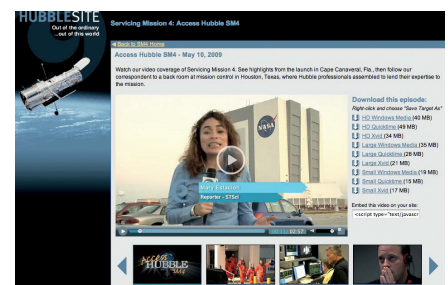 HUBBLESITE
Out of the ordinary
...out of this world
Servicing Mission 4: Access Hubble SM4
Back to SM4 Home
Access Hubble SM4 - May 10, 2009
Watch our video coverage of Servicing Mission 4. See highlights from the launch in Cape Canaveral, Fla., then follow our
correspondent to a back room at mission control in Houston, Texas, where Hubble professionals assembled to lend their expertise to
the mission.
NASA
Mary Estacion
Reporter - STScI
02:57
Download this episode:
Right-click and choose "Save Target As"
HD Windows Media (40 MB)
HD Quicktime (49 MB)
HD Xvid (34 MB)
Large Windows Media (35 MB)
Large Quicktime (28 MB)
Large Xvid (21 MB)
Small Windows Media (19 MB)
Small Quicktime (15 MB)
Small Xvid (17 MB)
Embed this video on your site:
<script type="text/javascr
Access
HUBBLE
SM4